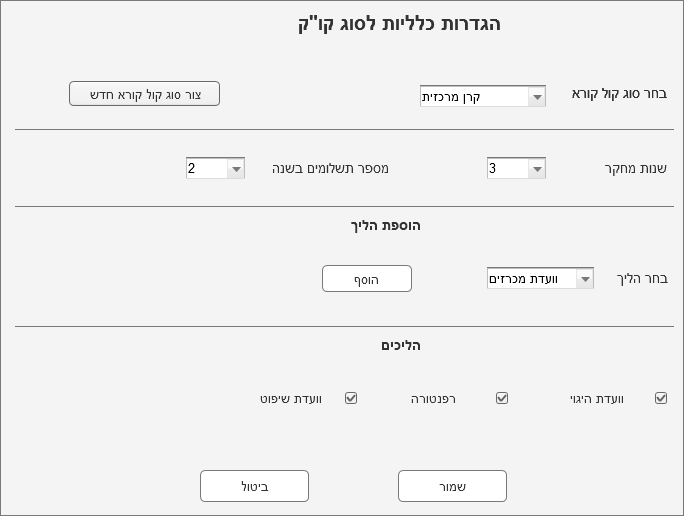 הגדרות כלליות לסוג קו"ק
בחר סוג קול קורא קרן מרכזית צור סוג קול קורא חדש
שנות מחקר 3 מספר תשלומים בשנה 2
הוספת הליך
בחר הליך וועדת מכרזים הוסף
הליכים
וועדת היגוי רפנטורה וועדת שיפוט
שמור ביטול